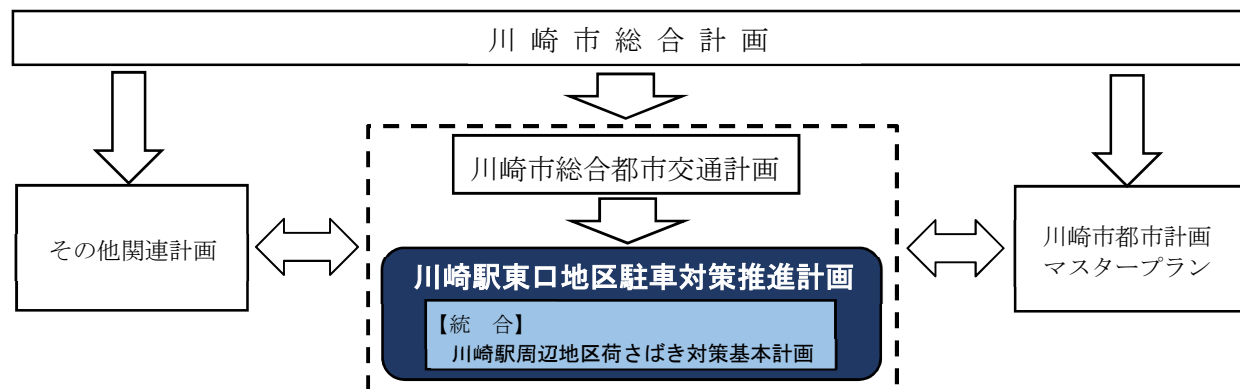 川崎市総合計画
川崎市総合都市交通計画
その他関連計画
川崎市都市計画
マスタープラン
川崎駅東口地区駐車対策推進計画
【統　合】
川崎駅周辺地区荷さばき対策基本計画